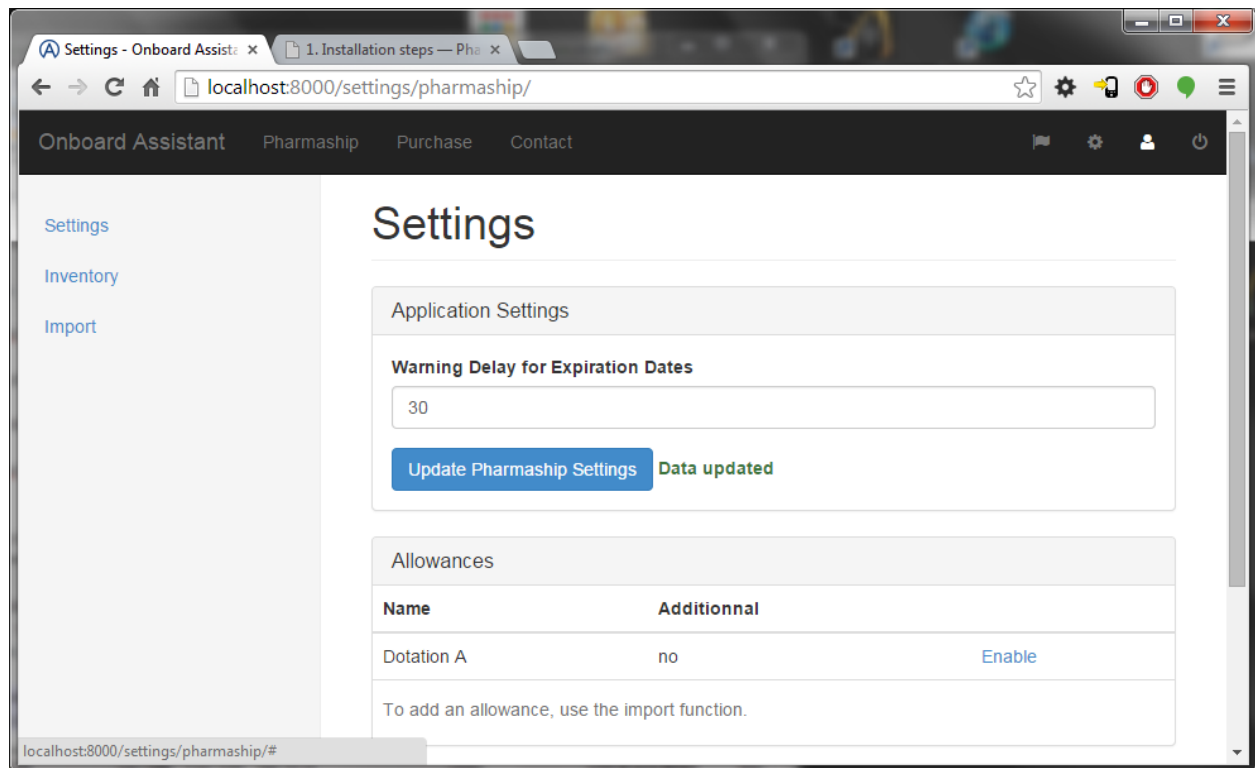 Settings - Onboard Assista
1. Installation steps — Pha
localhost:8000/settings/pharmaship/
Onboard Assistant Pharmaship Purchase Contact
Settings
Inventory
Import
Settings
Application Settings
Warning Delay for Expiration Dates
30
Update Pharmaship Settings Data updated
Allowances
Name Additionnal
Dotation A no Enable
To add an allowance, use the import function.
localhost:8000/settings/pharmaship/#